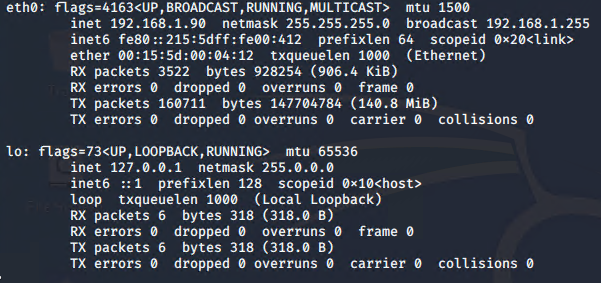 eth0: flags=4163<UP,BROADCAST,RUNNING,MULTICAST>  mtu 1500
        inet 192.168.1.90  netmask 255.255.255.0  broadcast 192.168.1.255
        inet6 fe80::215:5dff:fe00:412  prefixlen 64  scopeid 0×20<link>
        ether 00:15:5d:00:04:12  txqueuelen 1000  (Ethernet)
        RX packets 3522  bytes 928254 (906.4 KiB)
        RX errors 0  dropped 0  overruns 0  frame 0
        TX packets 160711  bytes 147704784 (140.8 MiB)
        TX errors 0  dropped 0 overruns 0  carrier 0  collisions 0

lo: flags=73<UP,LOOPBACK,RUNNING>  mtu 65536
        inet 127.0.0.1  netmask 255.0.0.0
        inet6 ::1  prefixlen 128  scopeid 0×10<host>
        loop  txqueuelen 1000  (Local Loopback)
        RX packets 6  bytes 318 (318.0 B)
        RX errors 0  dropped 0  overruns 0  frame 0
        TX packets 6  bytes 318 (318.0 B)
        TX errors 0  dropped 0 overruns 0  carrier 0  collisions 0